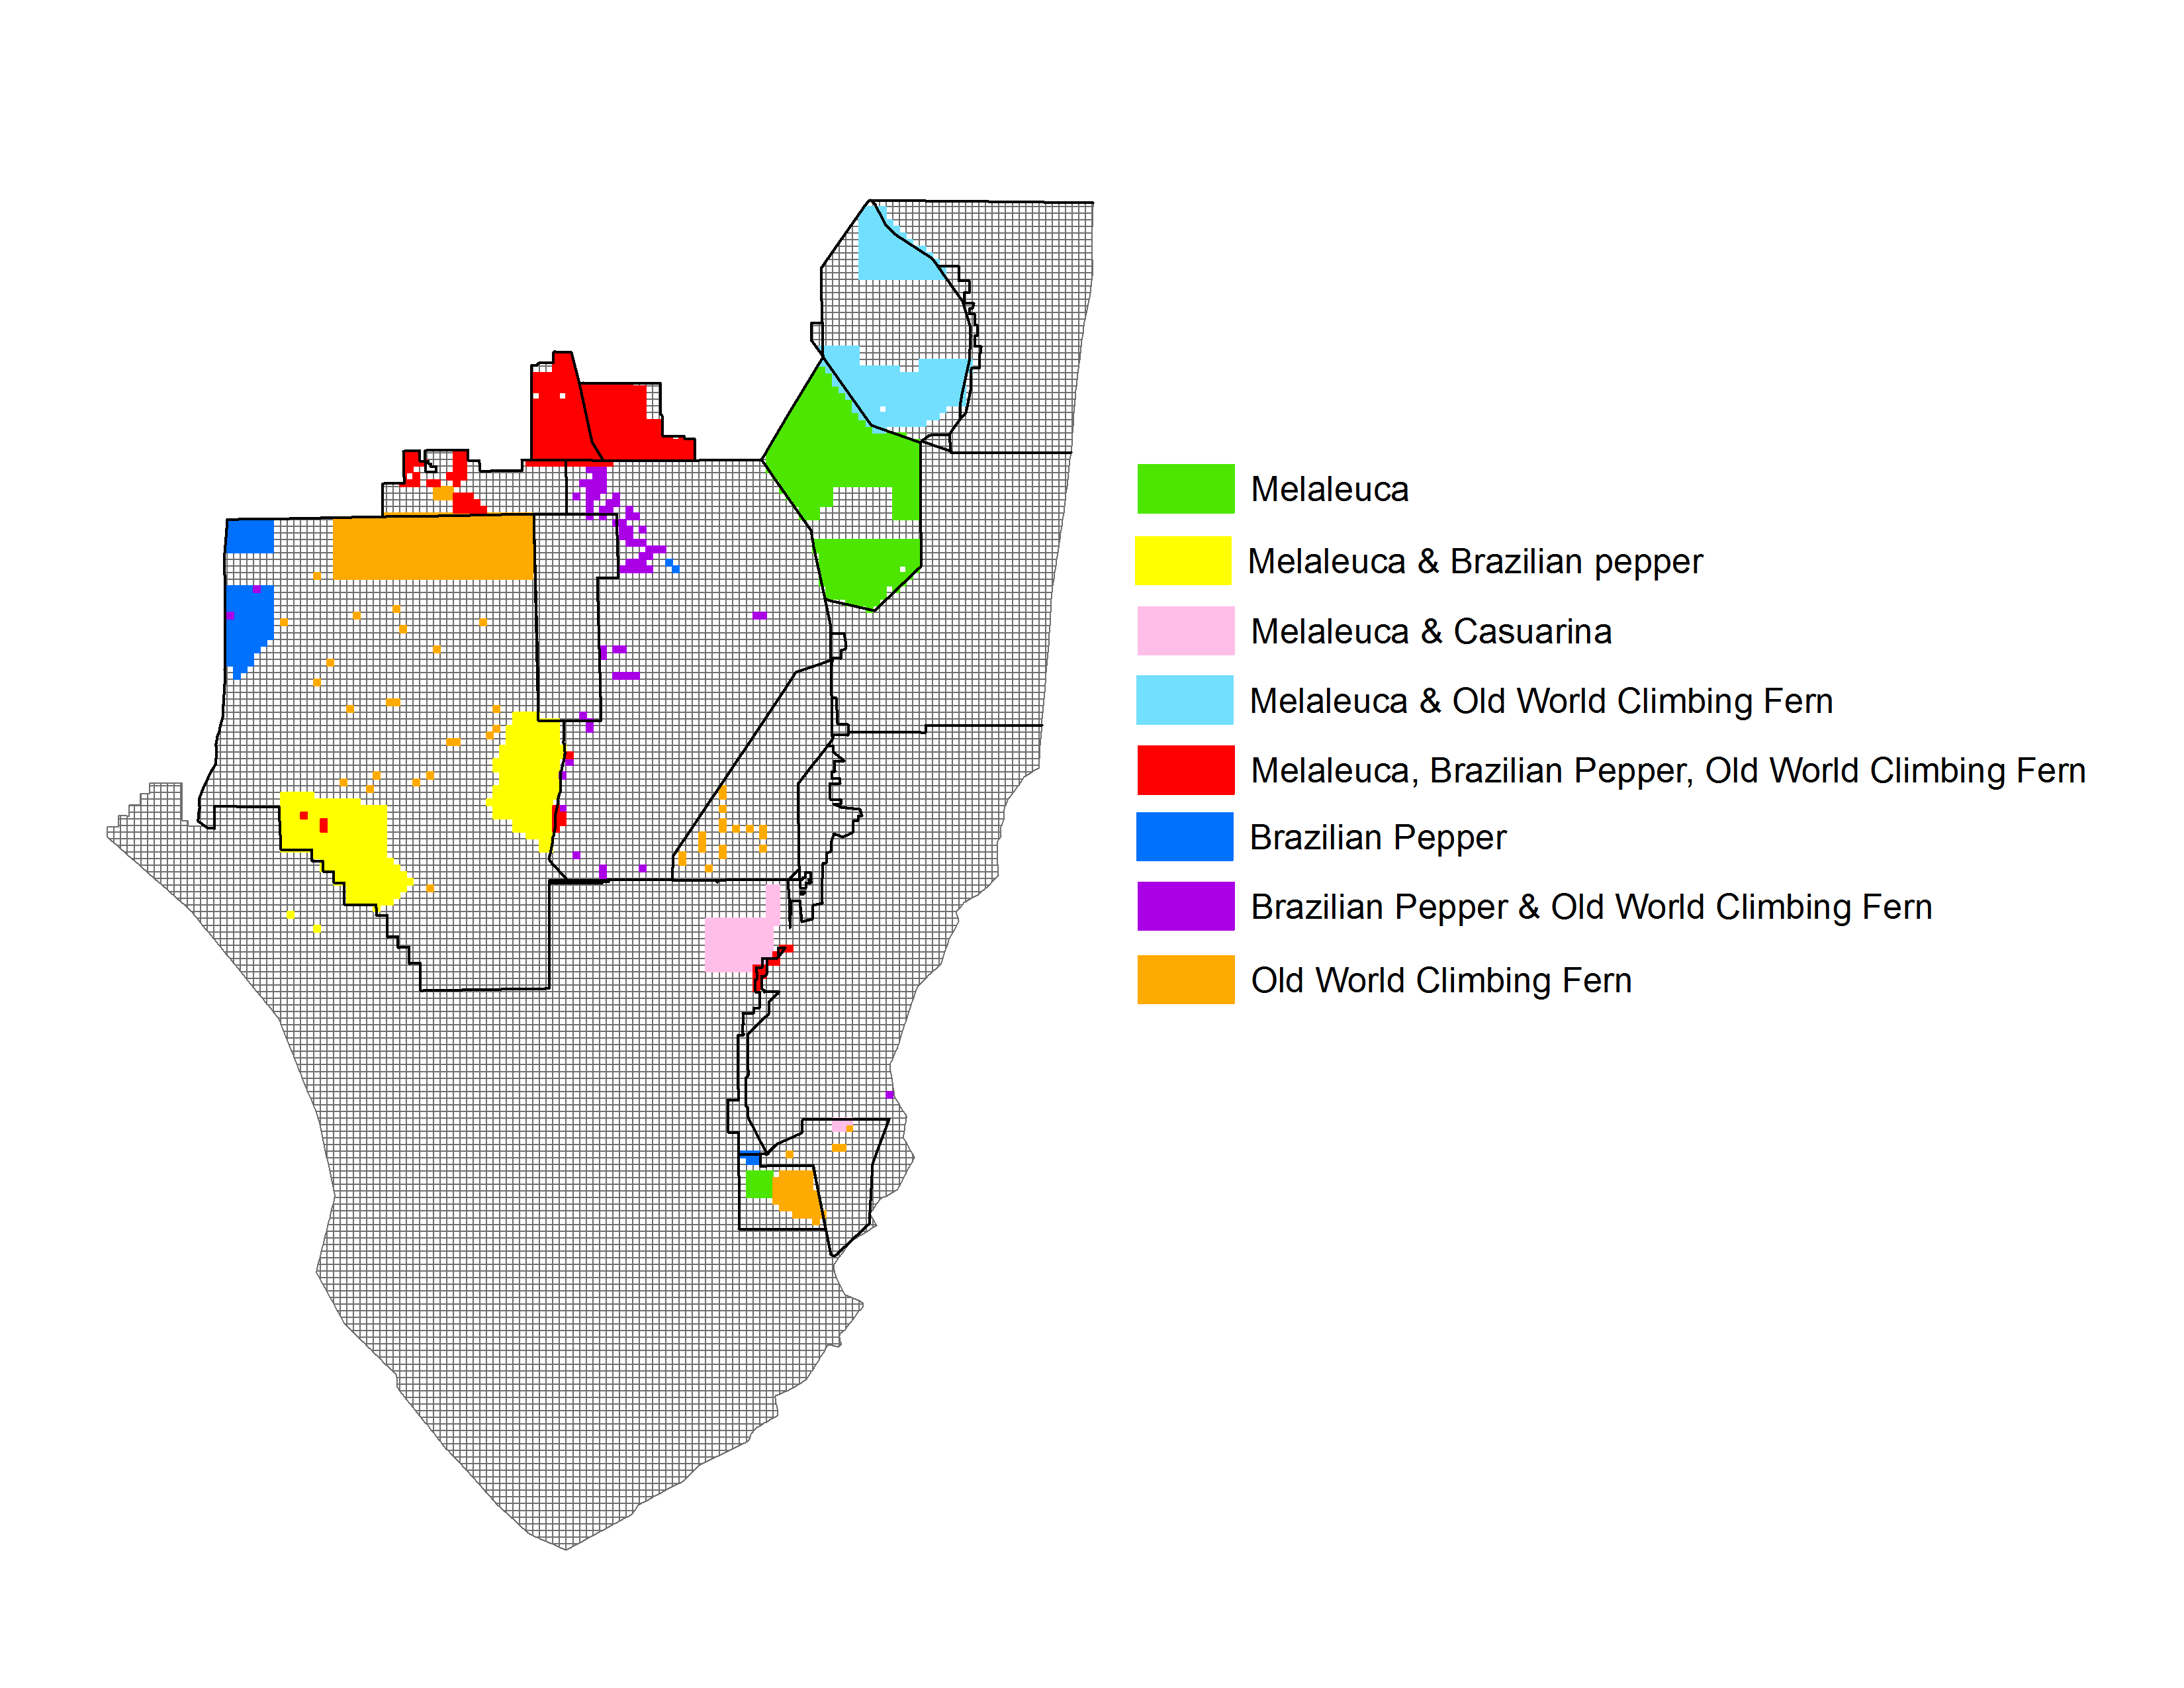 Melaleuca
Melaleuca & Brazilian pepper
Melaleuca & Casuarina
Melaleuca & Old World Climbing Fern
Melaleuca, Brazilian Pepper, Old World Climbing Fern
Brazilian Pepper
Brazilian Pepper & Old World Climbing Fern
Old World Climbing Fern